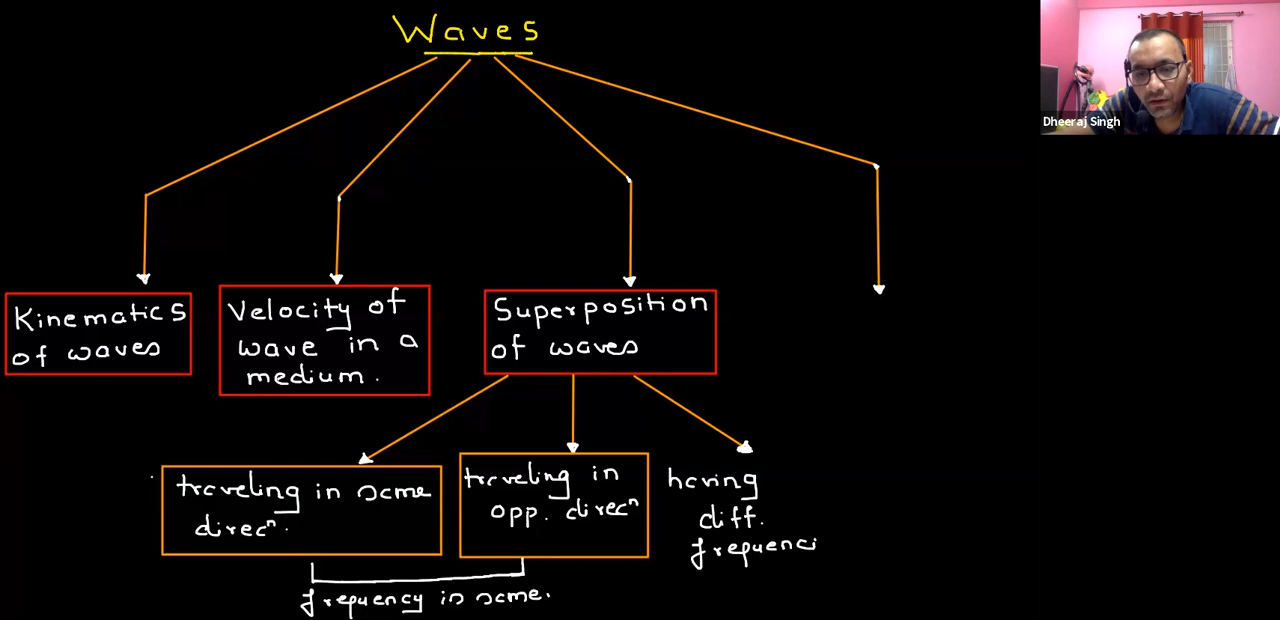 Waves
Dheeraj Singh
Kinematics
of waves
Velocity of
wave in a
medium.
Superposition
of waves
traveling in same
direcⁿ.
traveling in
opp. direcⁿ
having
diff.
frequenci
frequency is same.